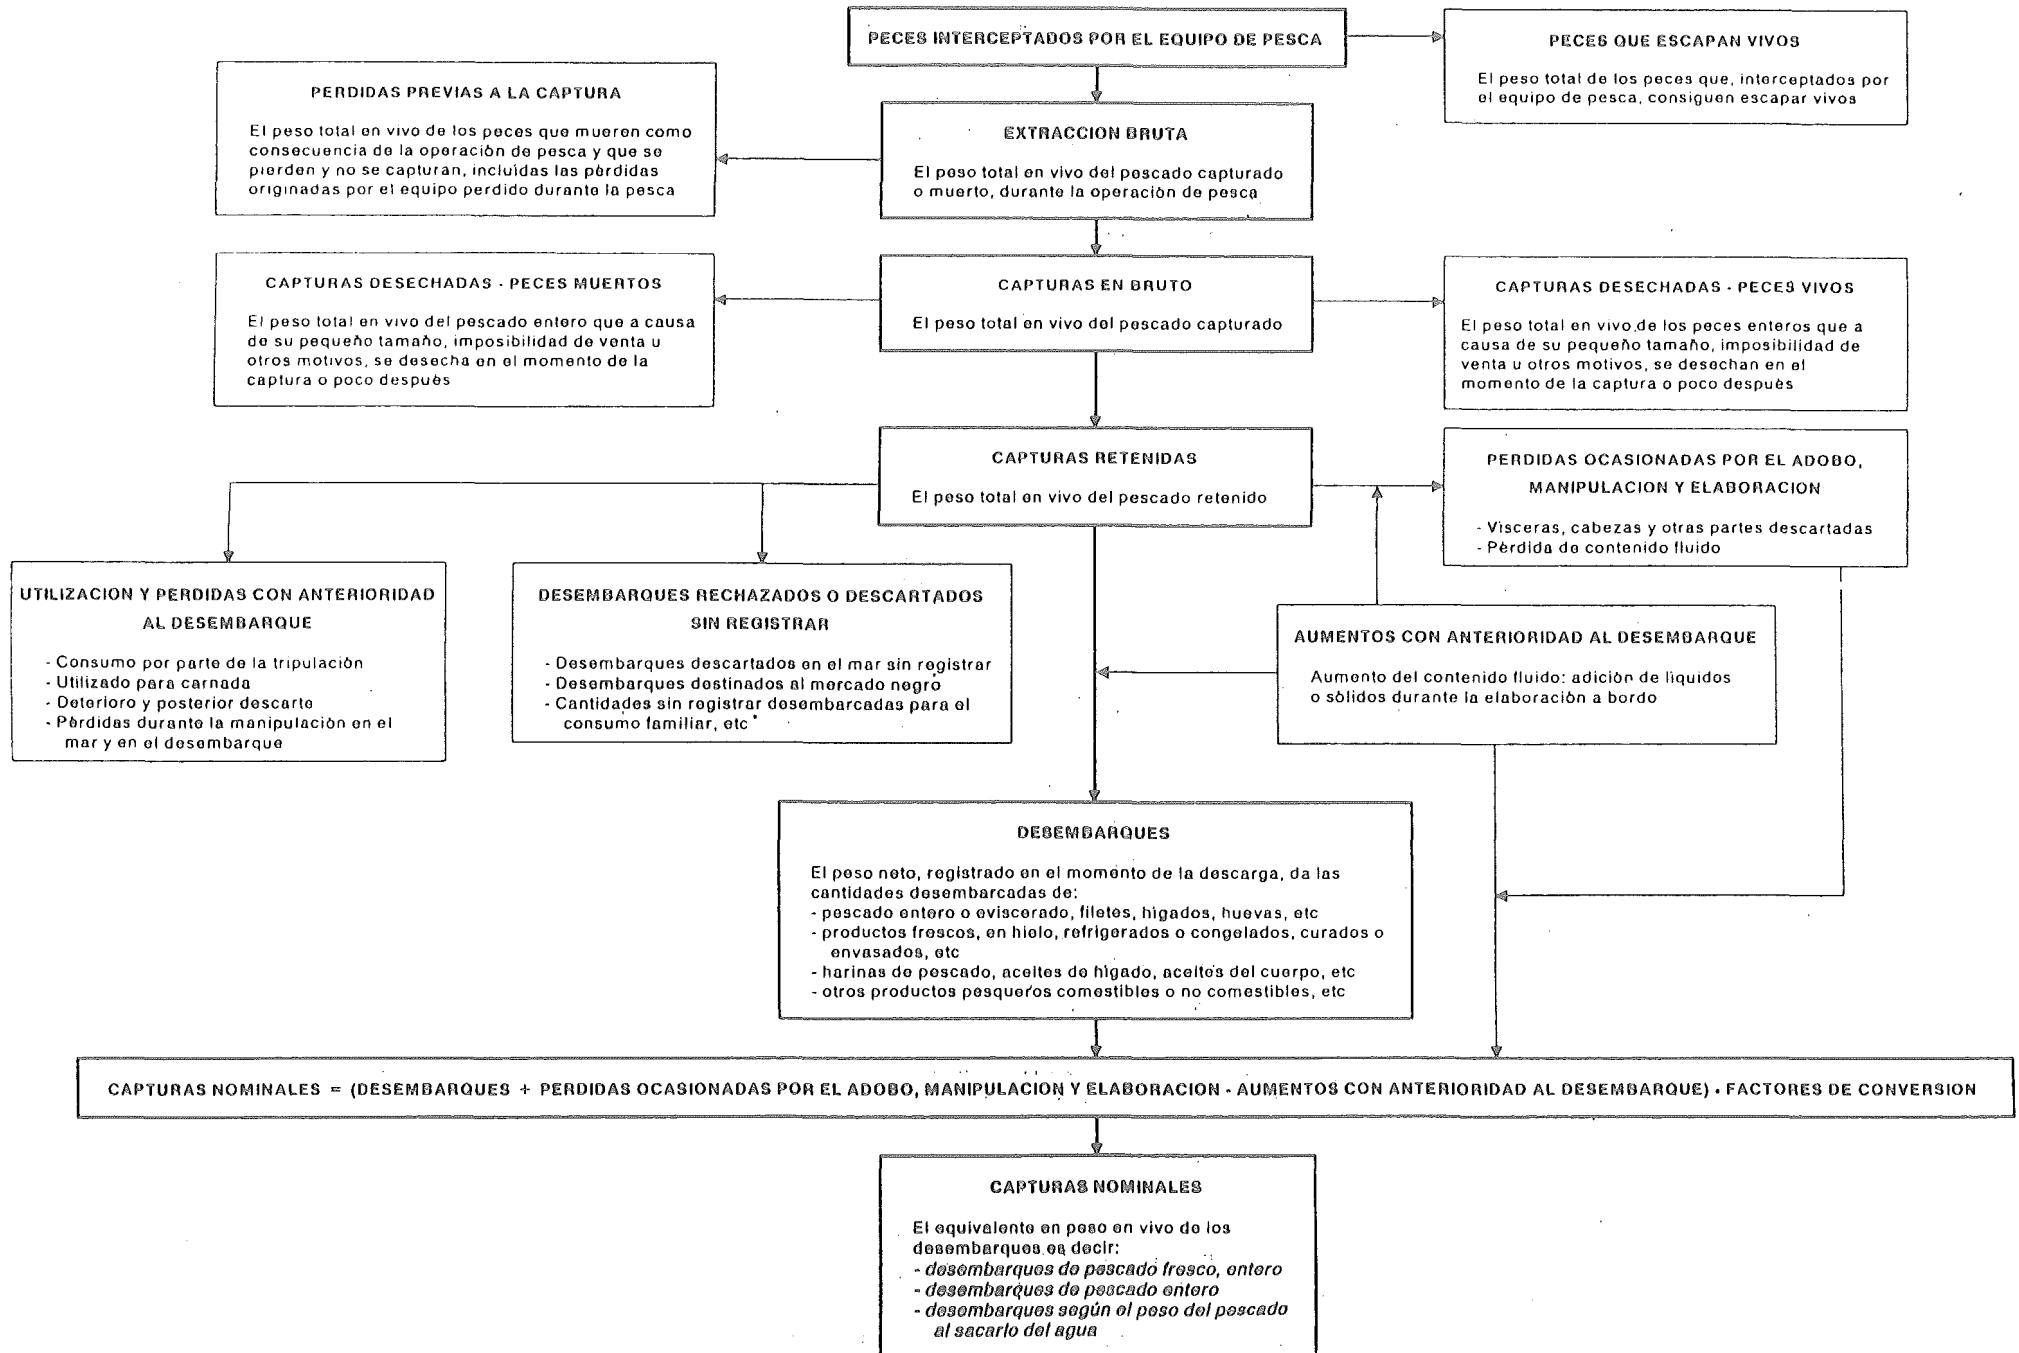 PECES INTERCEPTADOS POR EL EQUIPO DE PESCA
PECES QUE ESCAPAN VIVOS
El peso total de los peces que, interceptados por
el equipo de pesca, consiguen escapar vivos
PERDIDAS PREVIAS A LA CAPTURA
El peso total en vivo de los peces que mueren como
consecuencia de la operación de pesca y que se
pierden y no se capturan, incluídas las pèrdidas
originadas por el equipo perdido durante la pesca
EXTRACCION BRUTA
El peso total en vivo del pescado capturado
o muerto, durante la operación de pesca
CAPTURAS DESECHADAS - PECES MUERTOS
El peso total en vivo del pescado entero que a causa
de su pequeño tamaño, imposibilidad de venta u
otros motivos, se desecha en el momento de la
captura o poco después
CAPTURAS EN BRUTO
El peso total en vivo del pescado capturado
CAPTURAS DESECHADAS - PECES VIVOS
El peso total en vivo de los peces enteros que a
causa de su pequeño tamaño, imposibilidad de
venta u otros motivos, se desechan en el
momento de la captura o poco despuès
CAPTURAS RETENIDAS
El peso total en vivo del pescado retenido
PERDIDAS OCASIONADAS POR EL ADOBO,
MANIPULACION Y ELABORACION
- Vísceras, cabezas y otras partes descartadas
- Pèrdida de contenido fluido
UTILIZACION Y PERDIDAS CON ANTERIORIDAD
AL DESEMBARQUE
- Consumo por parte de la tripulación
- Utilizado para carnada
- Deterioro y posterior descarte
- Pèrdidas durante la manipulación en el
mar y en el desembarque
DESEMBARQUES RECHAZADOS O DESCARTADOS
SIN REGISTRAR
- Desembarques descartados en el mar sin registrar
- Desembarques destinados al mercado negro
- Cantidades sin registrar desembarcadas para el
consumo familiar, etc
AUMENTOS CON ANTERIORIDAD AL DESEMBARQUE
Aumento del contenido fluido: adición de líquidos
o sólidos durante la elaboración a bordo
DESEMBARQUES
El peso neto, registrado en el momento de la descarga, da las
cantidades desembarcadas de:
- pescado entero o eviscerado, filetes, hígados, huevas, etc
- productos frescos, en hielo, refrigerados o congelados, curados o
envasados, etc
- harinas de pescado, aceites de hígado, aceites del cuerpo, etc
- otros productos pesqueros comestibles o no comestibles, etc
CAPTURAS NOMINALES = (DESEMBARQUES + PERDIDAS OCASIONADAS POR EL ADOBO, MANIPULACION Y ELABORACION - AUMENTOS CON ANTERIORIDAD AL DESEMBARQUE) • FACTORES DE CONVERSION
CAPTURAS NOMINALES
El equivalente en peso en vivo de los
desembarques es decir:
- desembarques de pescado fresco, entero
- desembarques de pescado entero
- desembarques según el peso del pescado
al sacarlo del agua